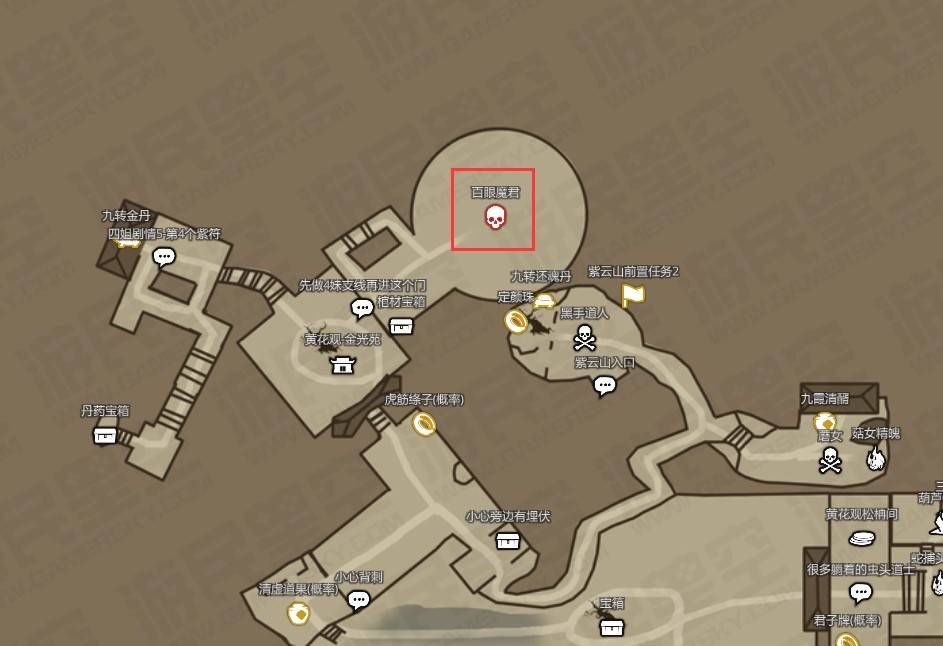 百眼魔君
九转金丹
四姐剧情5-第4个紫符
先做4妹支线再进这个门
棺材宝箱
黄花观-金光苑
九转还魂丹
紫云山前置任务2
定颜珠
黑手道人
紫云山入口
虎筋绦子(概率)
丹药宝箱
九霞清醑
蘑女
菇女精魄
小心旁边有埋伏
葫芦
黄花观松柟间
很多躺着的虫头道士
小心背刺
清虚道果(概率)
宝箱
君子牌(概率)